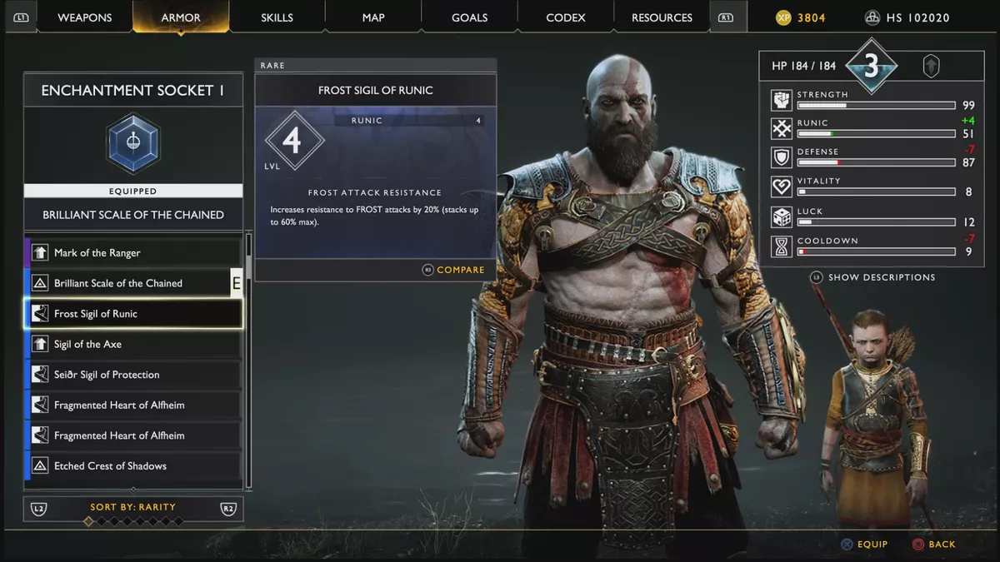 L1 WEAPONS ARMOR SKILLS MAP GOALS CODEX RESOURCES R1 XP 3804 HS 102020
ENCHANTMENT SOCKET 1
EQUIPPED
BRILLIANT SCALE OF THE CHAINED
Mark of the Ranger
Brilliant Scale of the Chained E
Frost Sigil of Runic
Sigil of the Axe
Seiðr Sigil of Protection
Fragmented Heart of Alfheim
Fragmented Heart of Alfheim
Etched Crest of Shadows
L2 SORT BY: RARITY R2
RARE
FROST SIGIL OF RUNIC
RUNIC 4
4
LVL
FROST ATTACK RESISTANCE
Increases resistance to FROST attacks by 20% (stacks up
to 60% max).
R3 COMPARE
HP 184 / 184 3
STRENGTH
99
RUNIC +4
51
DEFENSE -7
87
VITALITY
8
LUCK
12
COOLDOWN -7
9
L3 SHOW DESCRIPTIONS
EQUIP BACK